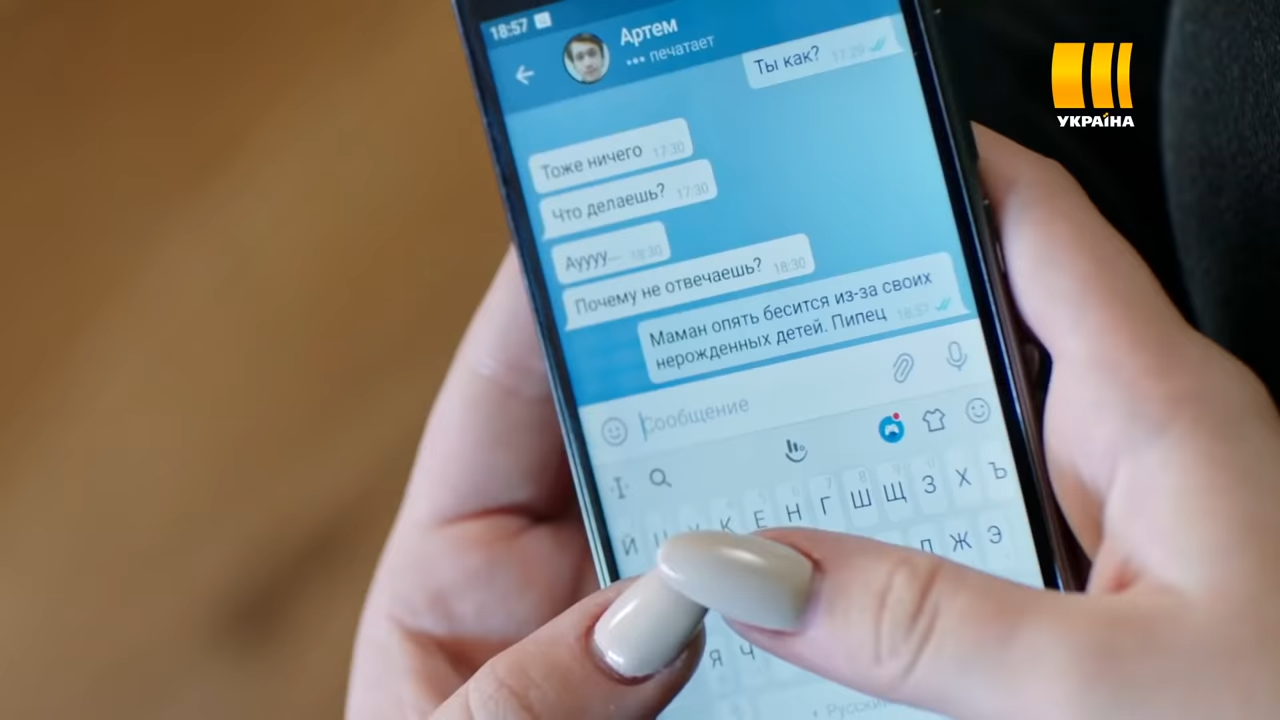 18:57
Артем
••• печатает
Ты как? 17:29
УКРАЇНА
Тоже ничего 17:30
Что делаешь? 17:30
Ауууу 18:30
Почему не отвечаешь? 18:30
Маман опять бесится из-за своих
нерожденных детей. Пипец 18:57
Сообщение
Й К Е Н Г Ш Щ З Х Ъ
Ж Э
Я Ч